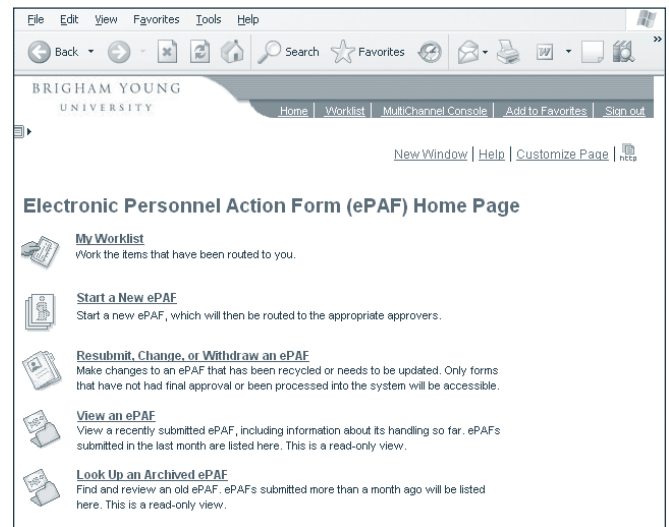 File Edit View Favorites Tools Help
Back Search Favorites W »
BRIGHAM YOUNG
UNIVERSITY
Home | Worklist | MultiChannel Console | Add to Favorites | Sign out
New Window | Help | Customize Page | http
Electronic Personnel Action Form (ePAF) Home Page
My Worklist
Work the items that have been routed to you.
Start a New ePAF
Start a new ePAF, which will then be routed to the appropriate approvers.
Resubmit, Change, or Withdraw an ePAF
Make changes to an ePAF that has been recycled or needs to be updated. Only forms
that have not had final approval or been processed into the system will be accessible.
View an ePAF
View a recently submitted ePAF, including information about its handling so far. ePAFs
submitted in the last month are listed here. This is a read-only view.
Look Up an Archived ePAF
Find and review an old ePAF. ePAFs submitted more than a month ago will be listed
here. This is a read-only view.